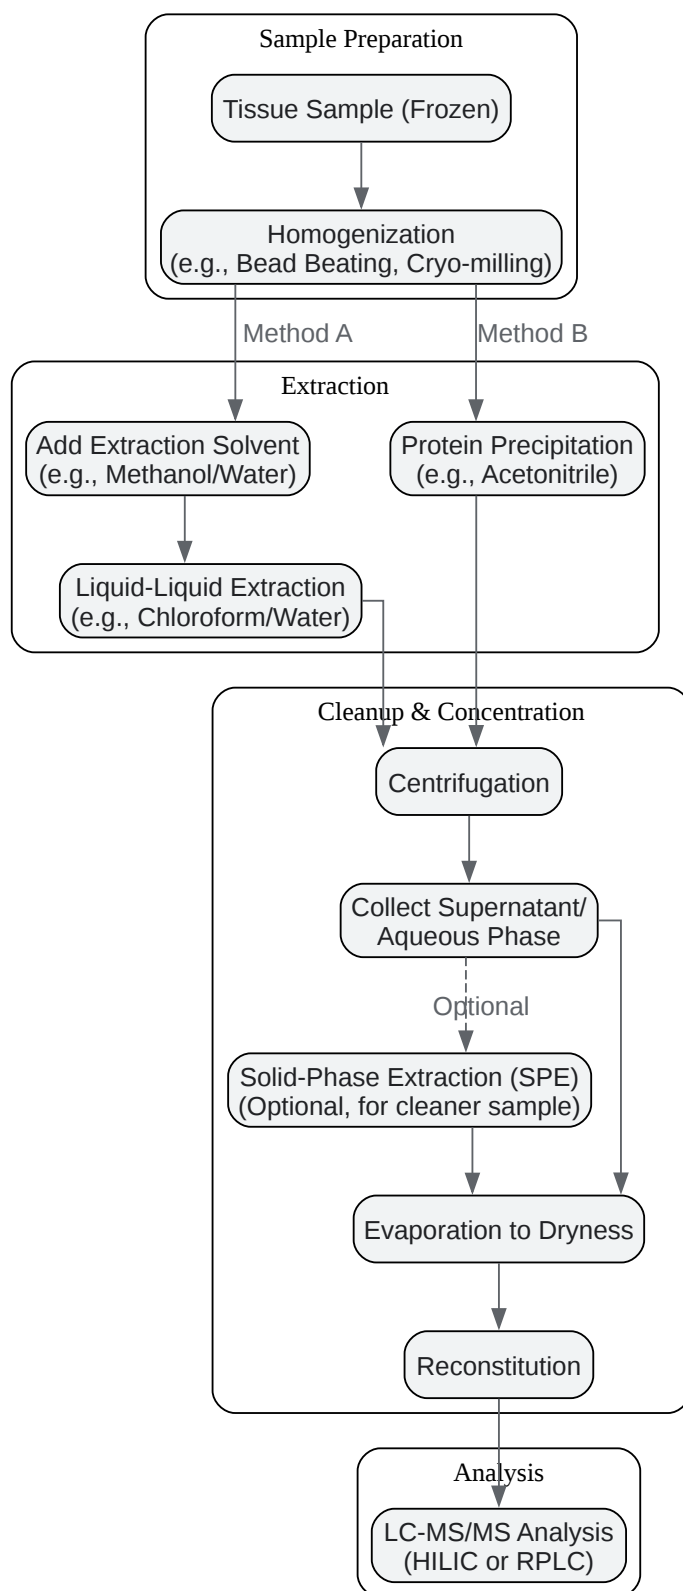 Sample Preparation
Tissue Sample (Frozen)
Homogenization
(e.g., Bead Beating, Cryo-milling)
Method A
Method B
Extraction
Add Extraction Solvent
(e.g., Methanol/Water)
Protein Precipitation
(e.g., Acetonitrile)
Liquid-Liquid Extraction
(e.g., Chloroform/Water)
Cleanup & Concentration
Centrifugation
Collect Supernatant/
Aqueous Phase
Optional
Solid-Phase Extraction (SPE)
(Optional, for cleaner sample)
Evaporation to Dryness
Reconstitution
Analysis
LC-MS/MS Analysis
(HILIC or RPLC)